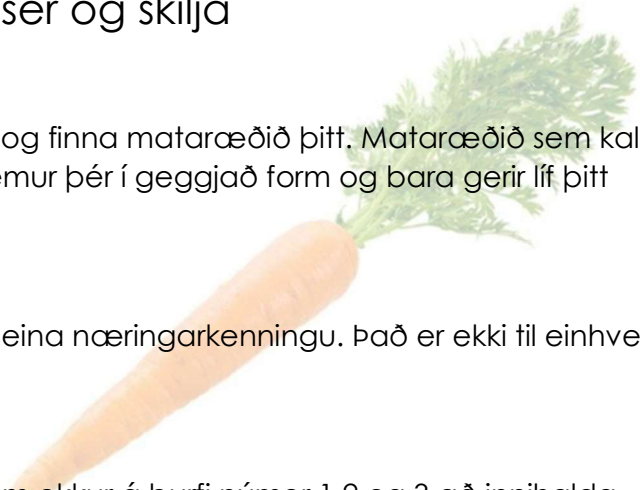 sér og skilja
og finna mataræðið þitt. Mataræðið sem kal
emur þér í geggjað form og bara gerir líf þitt
eina næringarkenningu. Það er ekki til einhve